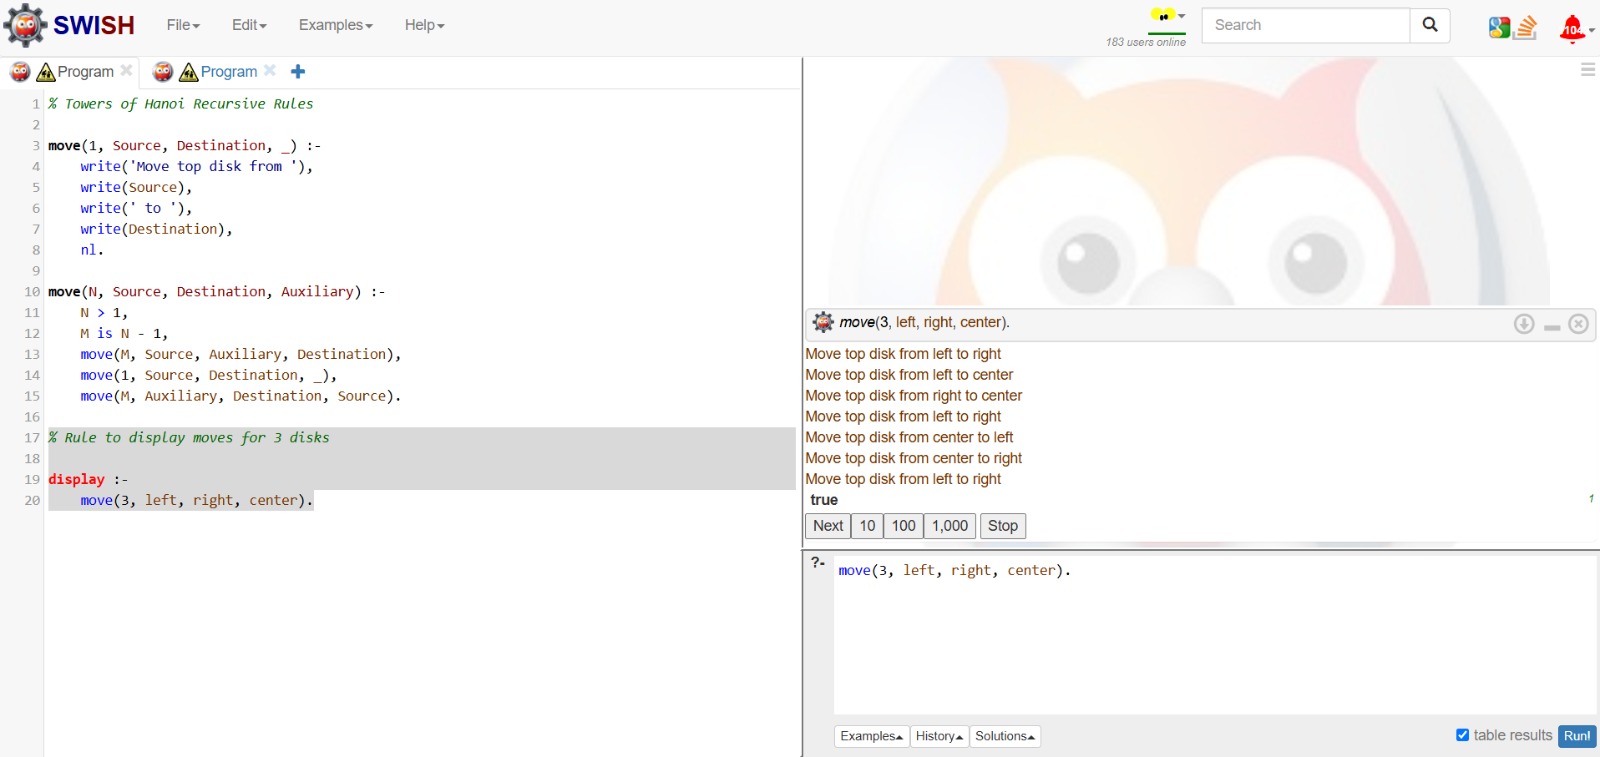 SWISH File Edit Examples Help 183 users online Search 104
Program Program
1 % Towers of Hanoi Recursive Rules
2
3 move(1, Source, Destination, _) :-
4 write('Move top disk from '),
5 write(Source),
6 write(' to '),
7 write(Destination),
8 nl.
9
10 move(N, Source, Destination, Auxiliary) :-
11 N > 1,
12 M is N - 1,
13 move(M, Source, Auxiliary, Destination),
14 move(1, Source, Destination, _),
15 move(M, Auxiliary, Destination, Source).
16
17 % Rule to display moves for 3 disks
18
19 display :-
20 move(3, left, right, center).
move(3, left, right, center).
Move top disk from left to right
Move top disk from left to center
Move top disk from right to center
Move top disk from left to right
Move top disk from center to left
Move top disk from center to right
Move top disk from left to right
true 1
Next 10 100 1,000 Stop
?- move(3, left, right, center).
Examples History Solutions table results Run!